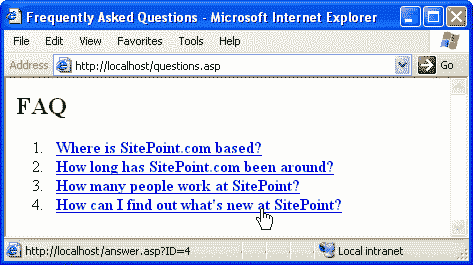 Frequently Asked Questions - Microsoft Internet Explorer
File Edit View Favorites Tools Help
Address http://localhost/questions.asp Go
FAQ
1. Where is SitePoint.com based?
2. How long has SitePoint.com been around?
3. How many people work at SitePoint?
4. How can I find out what's new at SitePoint?
http://localhost/answer.asp?ID=4 Local intranet